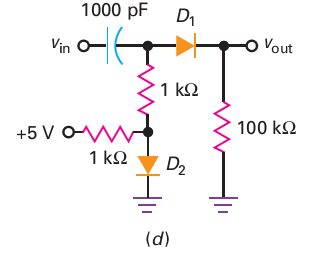 1000 pF
D1
vin
vout
1 kΩ
100 kΩ
+5 V
1 kΩ
D2
(d)